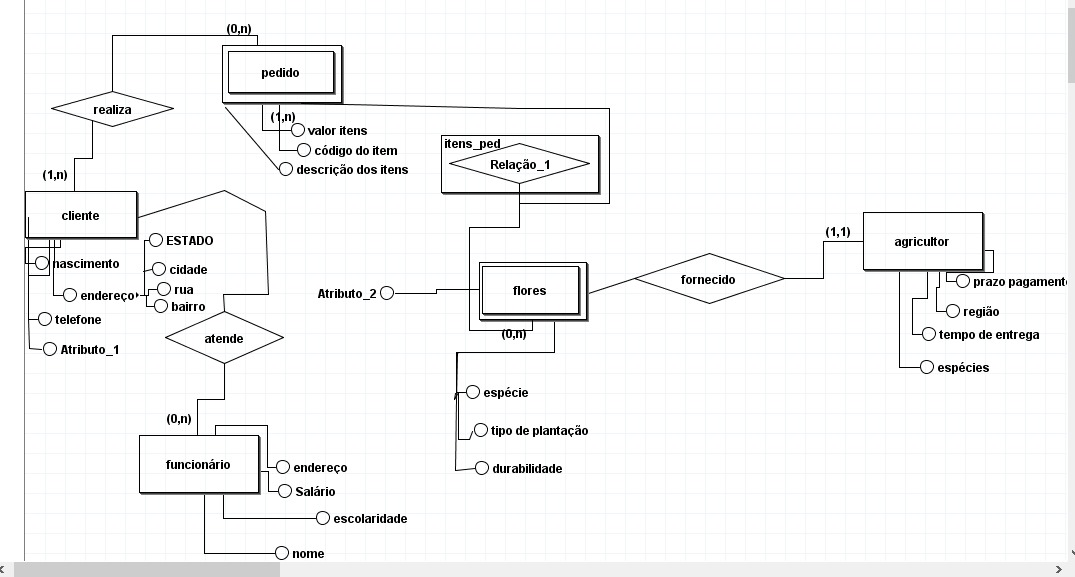 (0,n)
pedido
realiza
(1,n)
valor itens
código do item
descrição dos itens
itens_ped
Relação_1
(1,n)
cliente
ESTADO
nascimento
cidade
endereço
rua
bairro
telefone
Atributo_1
atende
(0,n)
funcionário
endereço
Salário
escolaridade
nome
Atributo_2
flores
(0,n)
espécie
tipo de plantação
durabilidade
fornecido
(1,1)
agricultor
prazo pagamento
região
tempo de entrega
espécies